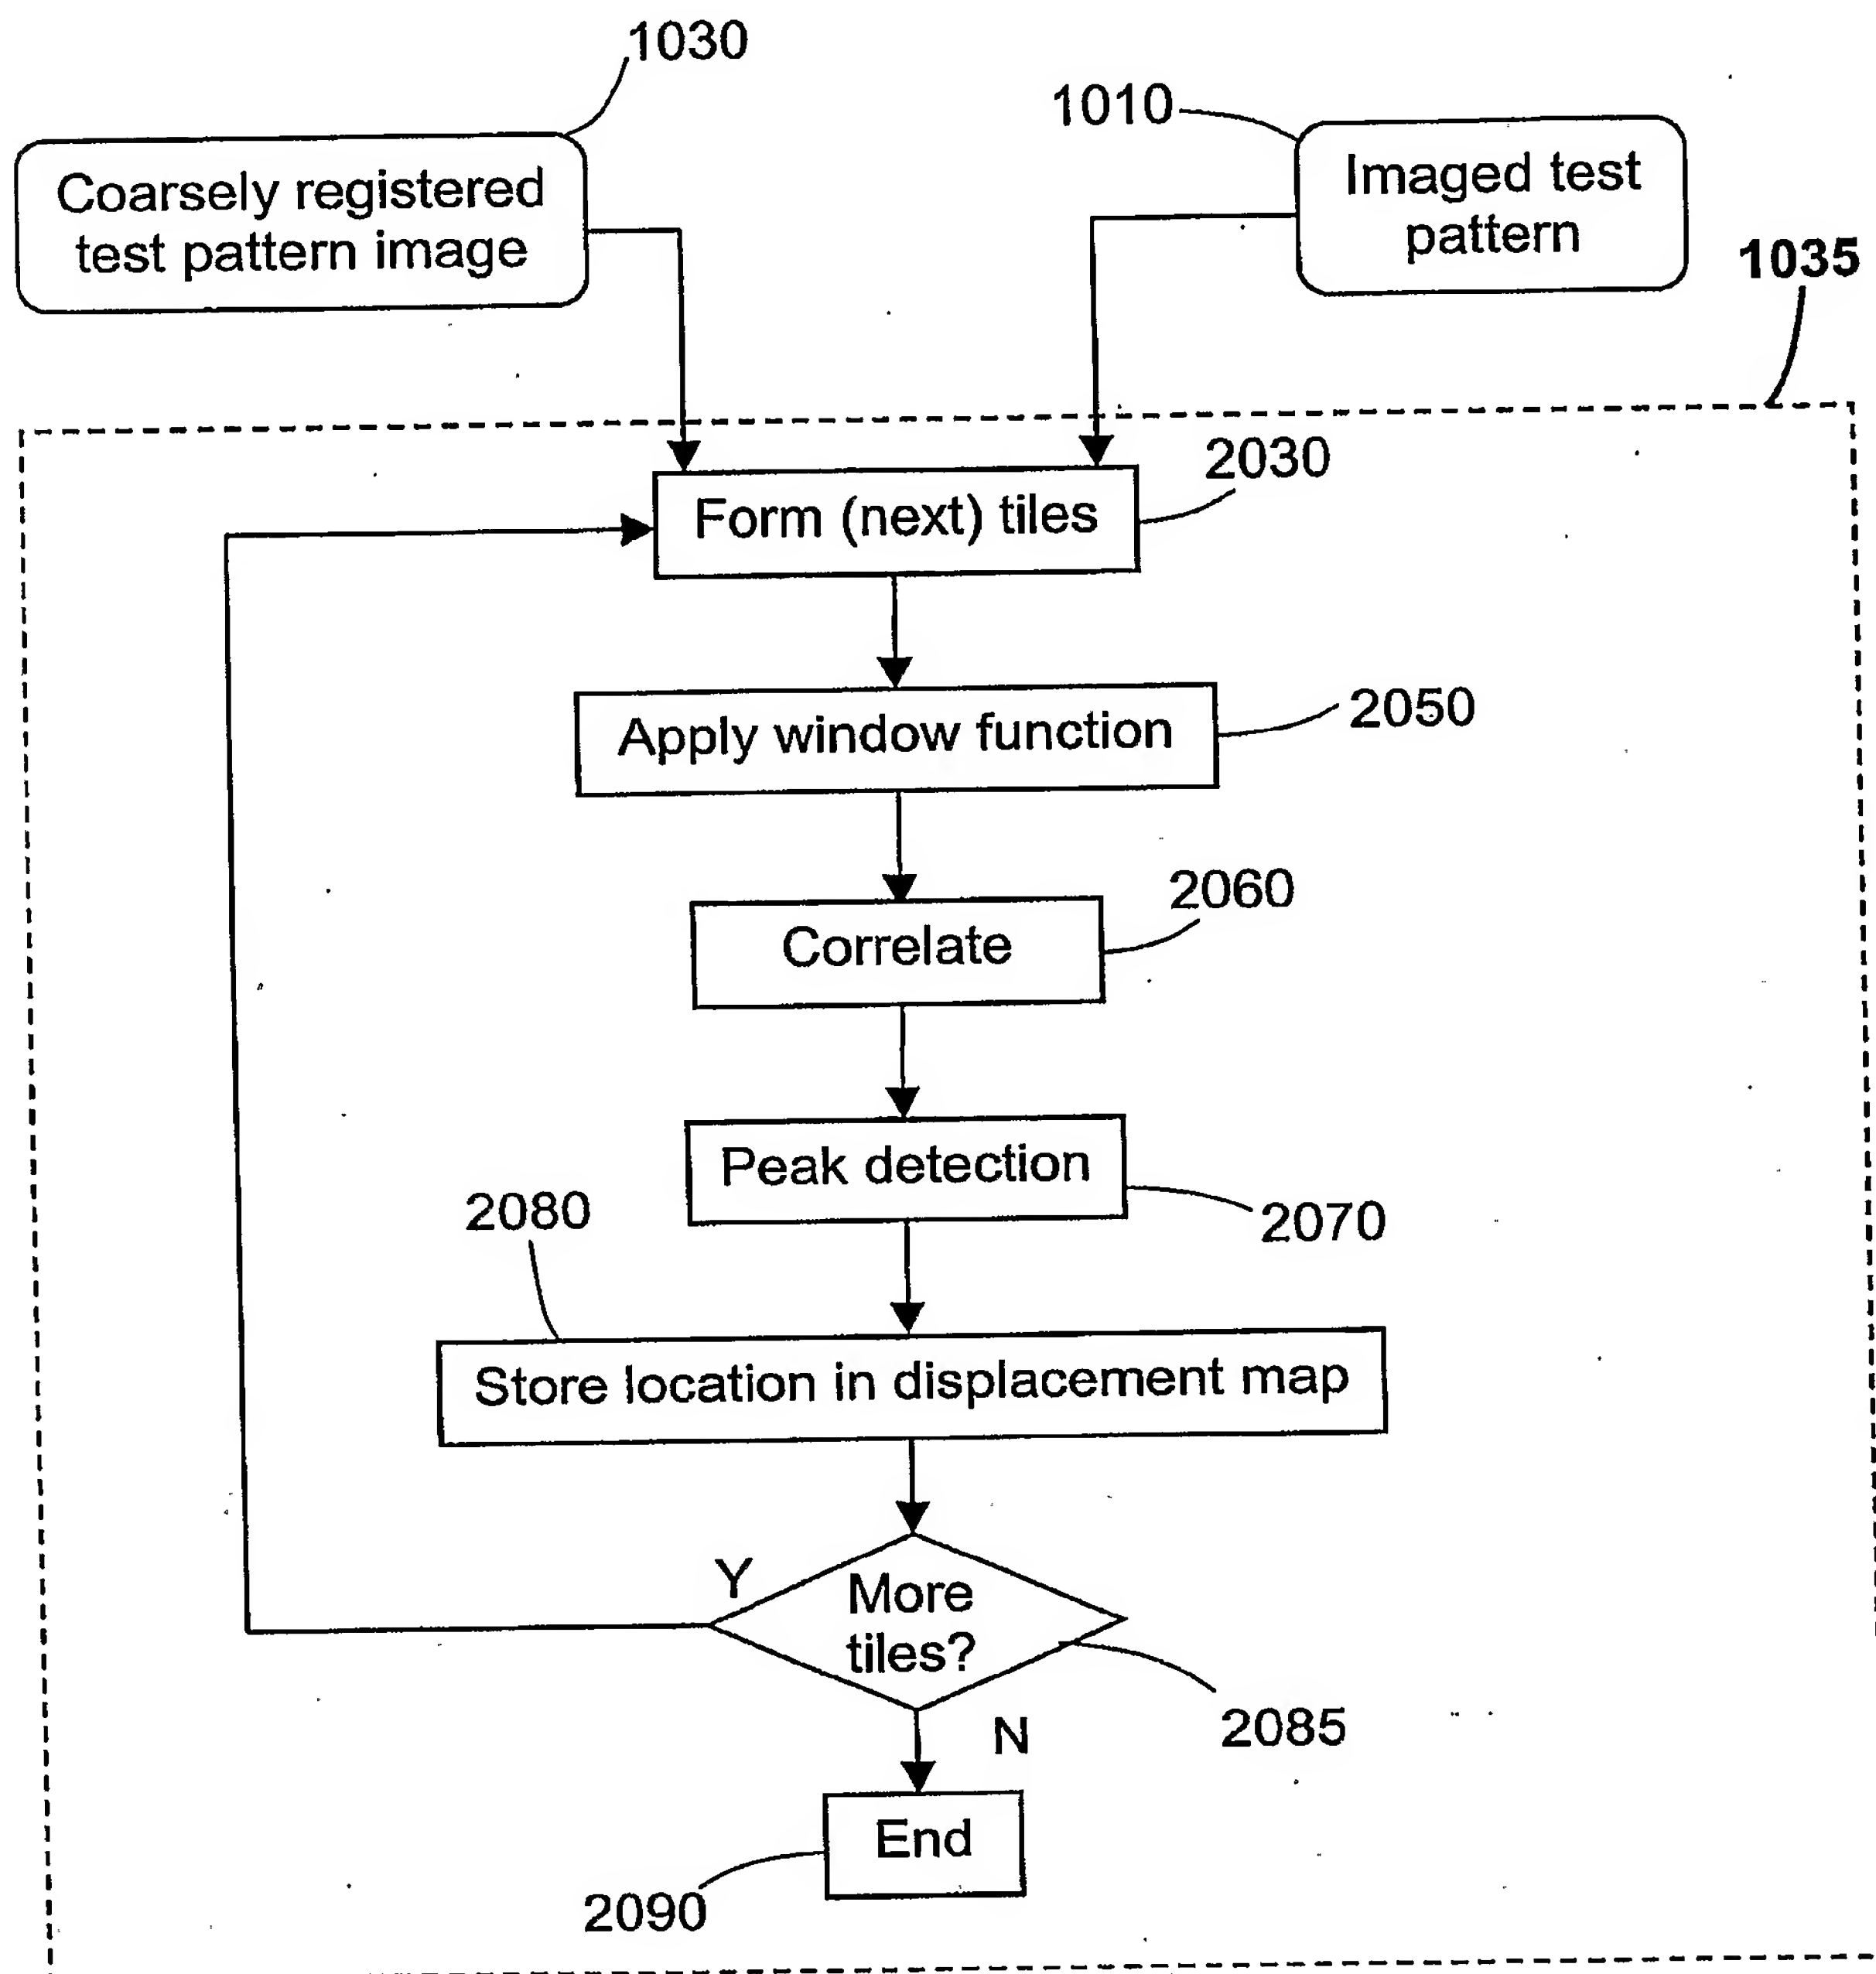 1030
1010
Coarsely registered
test pattern image
Imaged test
pattern
1035
2030
Form (next) tiles
2050
Apply window function
2060
Correlate
Peak detection
2070
2080
Store location in displacement map
Y
More
tiles?
2085
N
End
2090